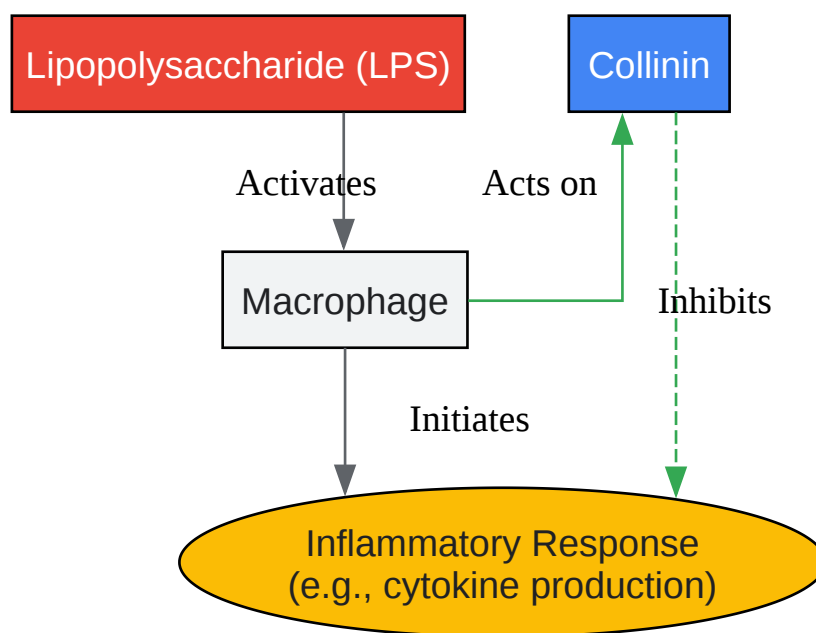 Lipopolysaccharide (LPS)
Collinin
Activates
Acts on
Macrophage
Inhibits
Initiates
Inflammatory Response
(e.g., cytokine production)